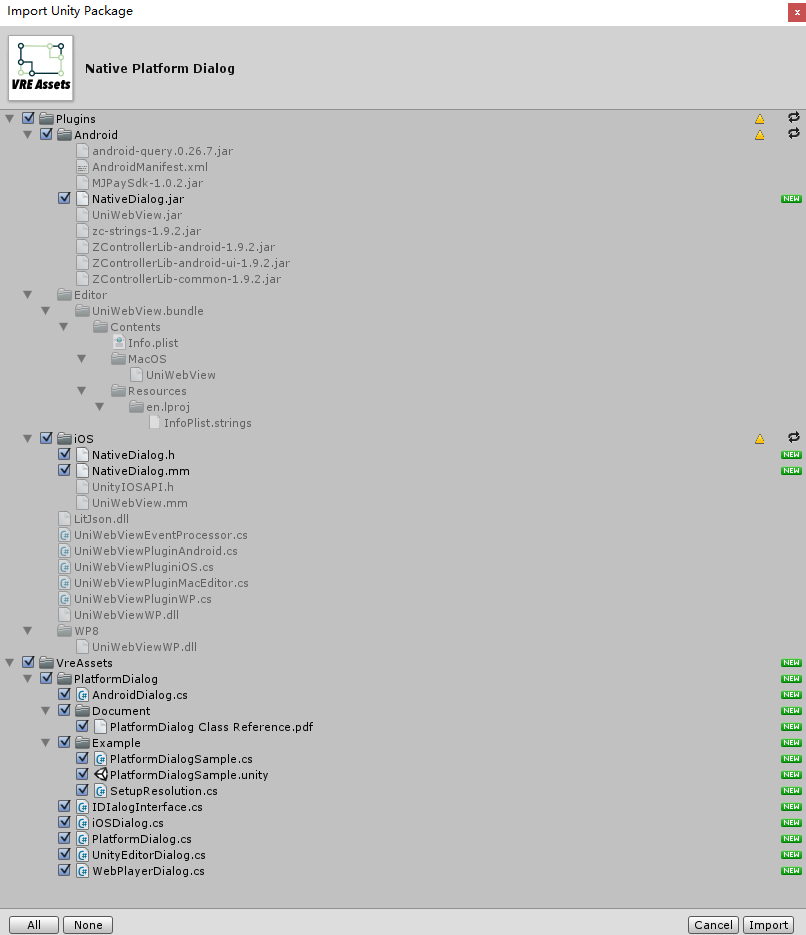 Import Unity Package
x
VRE Assets
Native Platform Dialog
Plugins
Android
android-query.0.26.7.jar
AndroidManifest.xml
MJPaySdk-1.0.2.jar
NativeDialog.jar NEW
UniWebView.jar
zc-strings-1.9.2.jar
ZControllerLib-android-1.9.2.jar
ZControllerLib-android-ui-1.9.2.jar
ZControllerLib-common-1.9.2.jar
Editor
UniWebView.bundle
Contents
Info.plist
MacOS
UniWebView
Resources
en.lproj
InfoPlist.strings
iOS
NativeDialog.h NEW
NativeDialog.mm NEW
UnityIOSAPI.h
UniWebView.mm
LitJson.dll
UniWebViewEventProcessor.cs
UniWebViewPluginAndroid.cs
UniWebViewPluginiOS.cs
UniWebViewPluginMacEditor.cs
UniWebViewPluginWP.cs
UniWebViewWP.dll
WP8
UniWebViewWP.dll
VreAssets NEW
PlatformDialog NEW
AndroidDialog.cs NEW
Document NEW
PlatformDialog Class Reference.pdf NEW
Example NEW
PlatformDialogSample.cs NEW
PlatformDialogSample.unity NEW
SetupResolution.cs NEW
IDIalogInterface.cs NEW
iOSDialog.cs NEW
PlatformDialog.cs NEW
UnityEditorDialog.cs NEW
WebPlayerDialog.cs NEW
All None Cancel Import